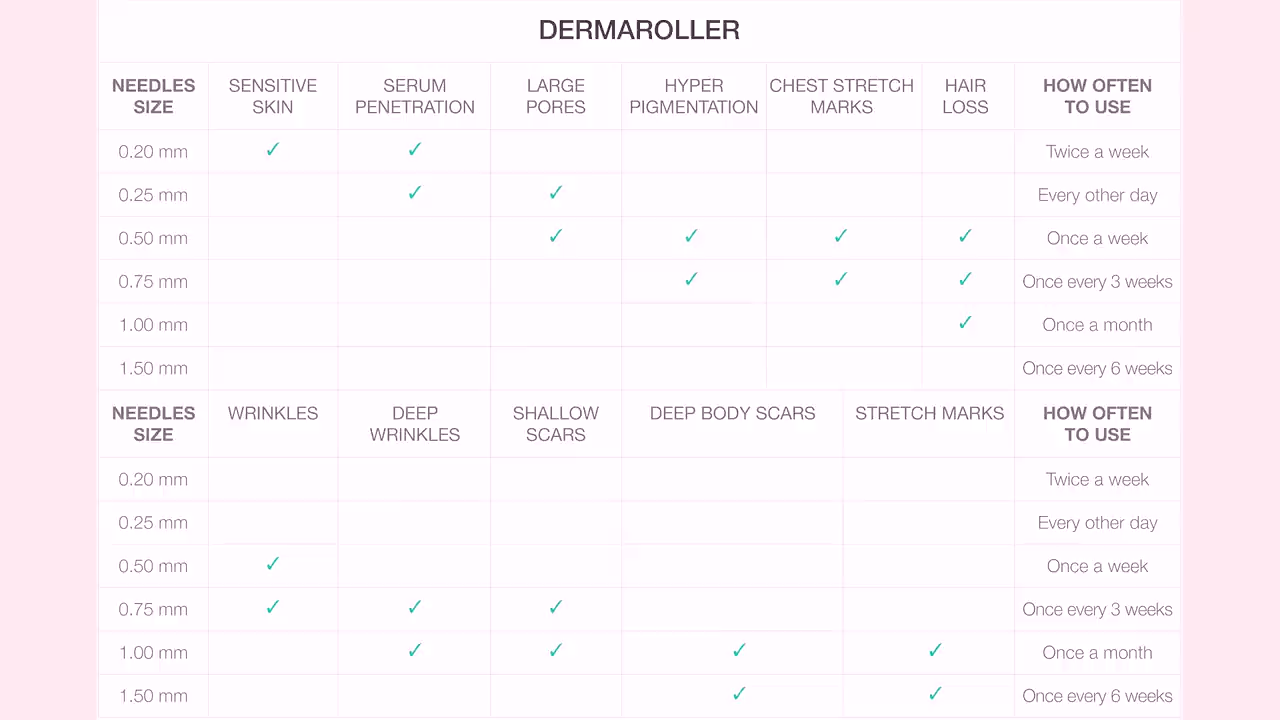 DERMAROLLER
NEEDLES SIZE SENSITIVE SKIN SERUM PENETRATION LARGE PORES HYPER PIGMENTATION CHEST STRETCH MARKS HAIR LOSS HOW OFTEN TO USE
0.20 mm ✓ ✓ Twice a week
0.25 mm ✓ ✓ Every other day
0.50 mm ✓ ✓ ✓ ✓ Once a week
0.75 mm ✓ ✓ ✓ Once every 3 weeks
1.00 mm ✓ Once a month
1.50 mm Once every 6 weeks
NEEDLES SIZE WRINKLES DEEP WRINKLES SHALLOW SCARS DEEP BODY SCARS STRETCH MARKS HOW OFTEN TO USE
0.20 mm Twice a week
0.25 mm Every other day
0.50 mm ✓ Once a week
0.75 mm ✓ ✓ ✓ Once every 3 weeks
1.00 mm ✓ ✓ ✓ ✓ Once a month
1.50 mm ✓ ✓ Once every 6 weeks